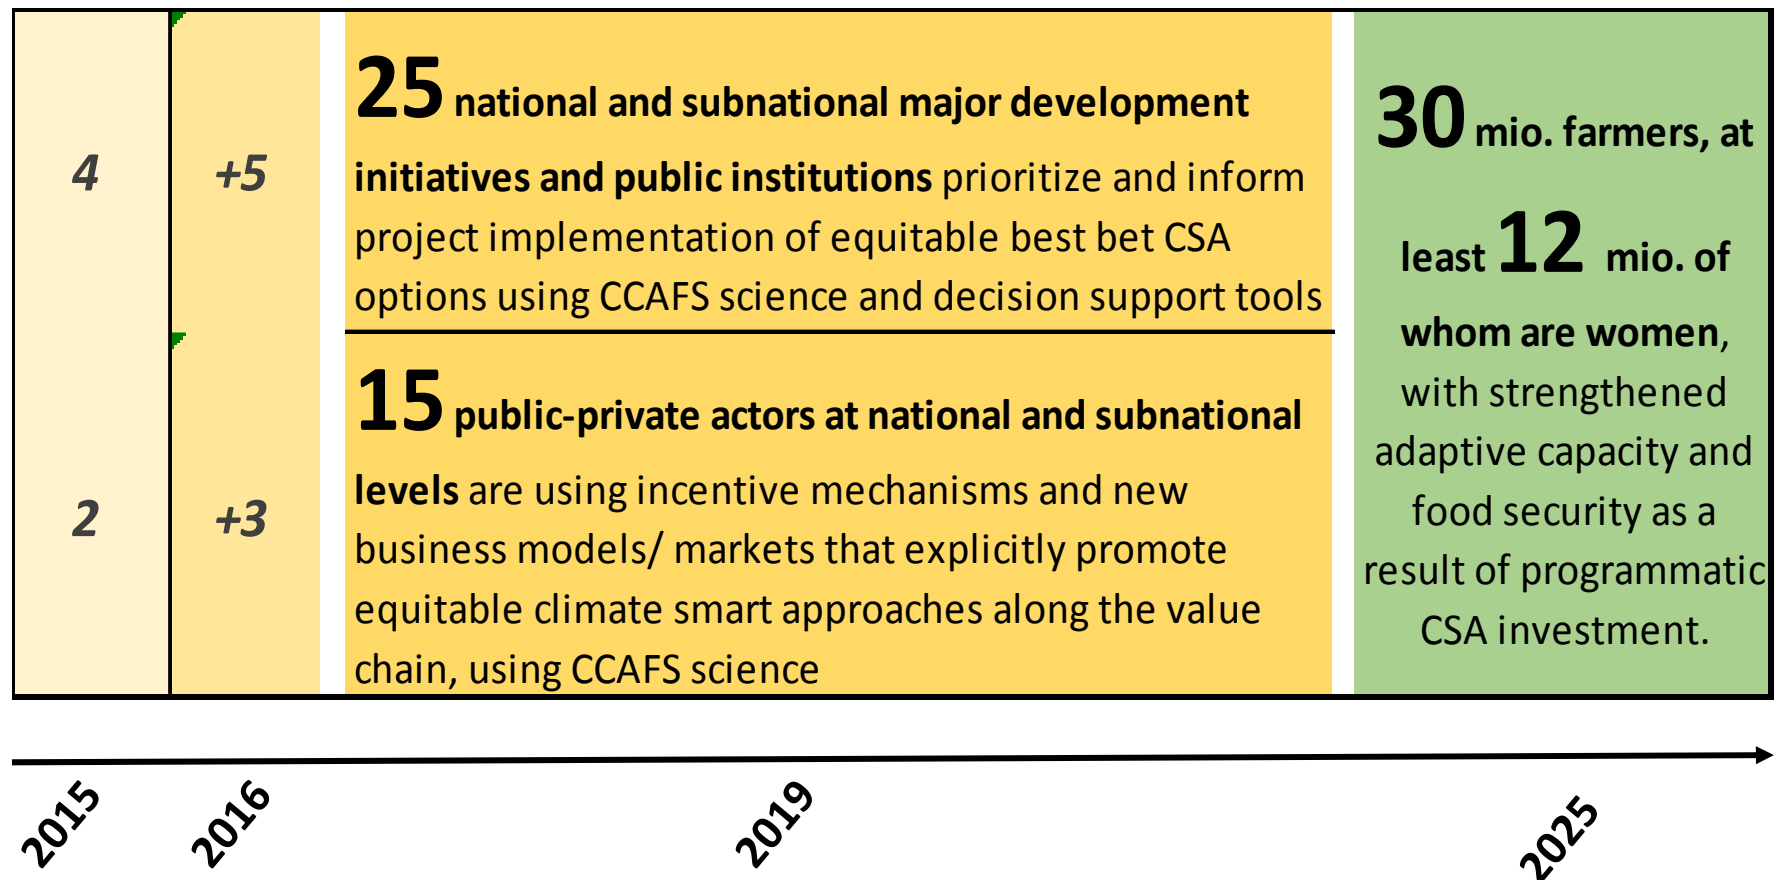 4
+5
25 national and subnational major development
initiatives and public institutions prioritize and inform
project implementation of equitable best bet CSA
options using CCAFS science and decision support tools
2
+3
15 public-private actors at national and subnational
levels are using incentive mechanisms and new
business models/ markets that explicitly promote
equitable climate smart approaches along the value
chain, using CCAFS science
30 mio. farmers, at
least 12 mio. of
whom are women,
with strengthened
adaptive capacity and
food security as a
result of programmatic
CSA investment.
2015
2016
2019
2025